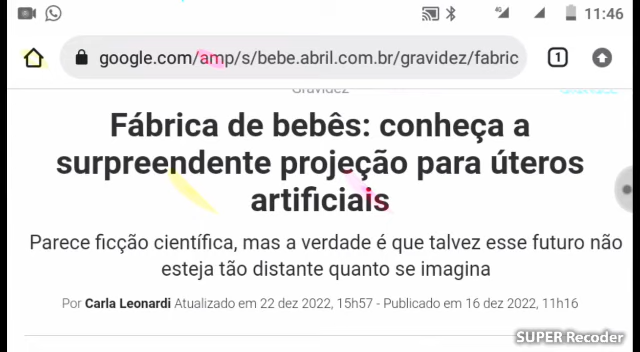 4G 11:46
google.com/amp/s/bebe.abril.com.br/gravidez/fabric 1
Gravidez
Fábrica de bebês: conheça a
surpreendente projeção para úteros
artificiais
Parece ficção científica, mas a verdade é que talvez esse futuro não
esteja tão distante quanto se imagina
Por Carla Leonardi Atualizado em 22 dez 2022, 15h57 - Publicado em 16 dez 2022, 11h16
SUPER Recoder